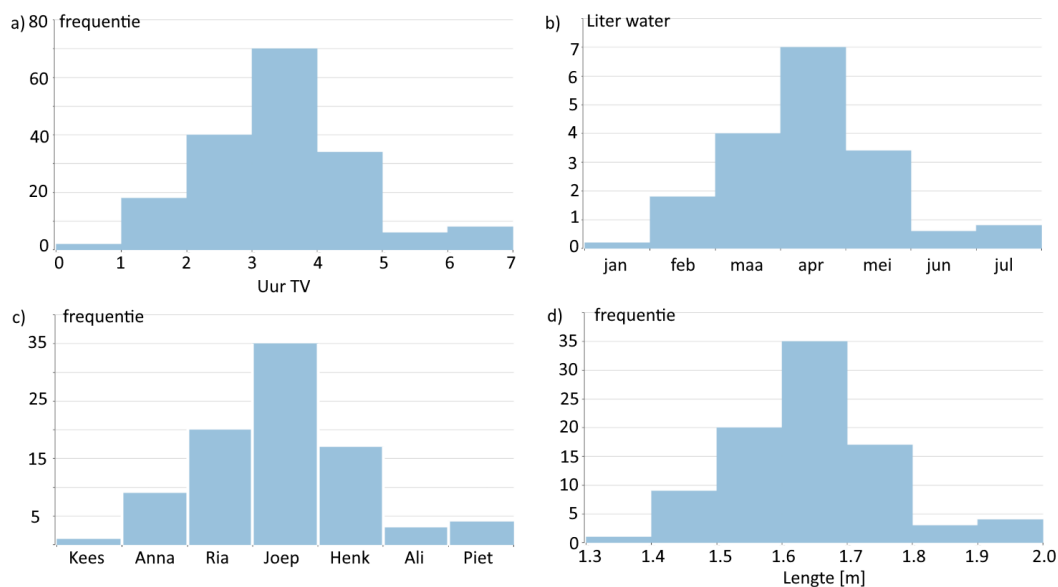 a) frequentie
80
60
40
20
0
0 1 2 3 4 5 6 7
Uur TV
b) Liter water
7
6
5
4
3
2
1
0
jan feb maa apr mei jun jul
c) frequentie
35
25
15
5
Kees Anna Ria Joep Henk Ali Piet
d) frequentie
35
30
25
20
15
10
5
0
1.3 1.4 1.5 1.6 1.7 1.8 1.9 2.0
Lengte [m]